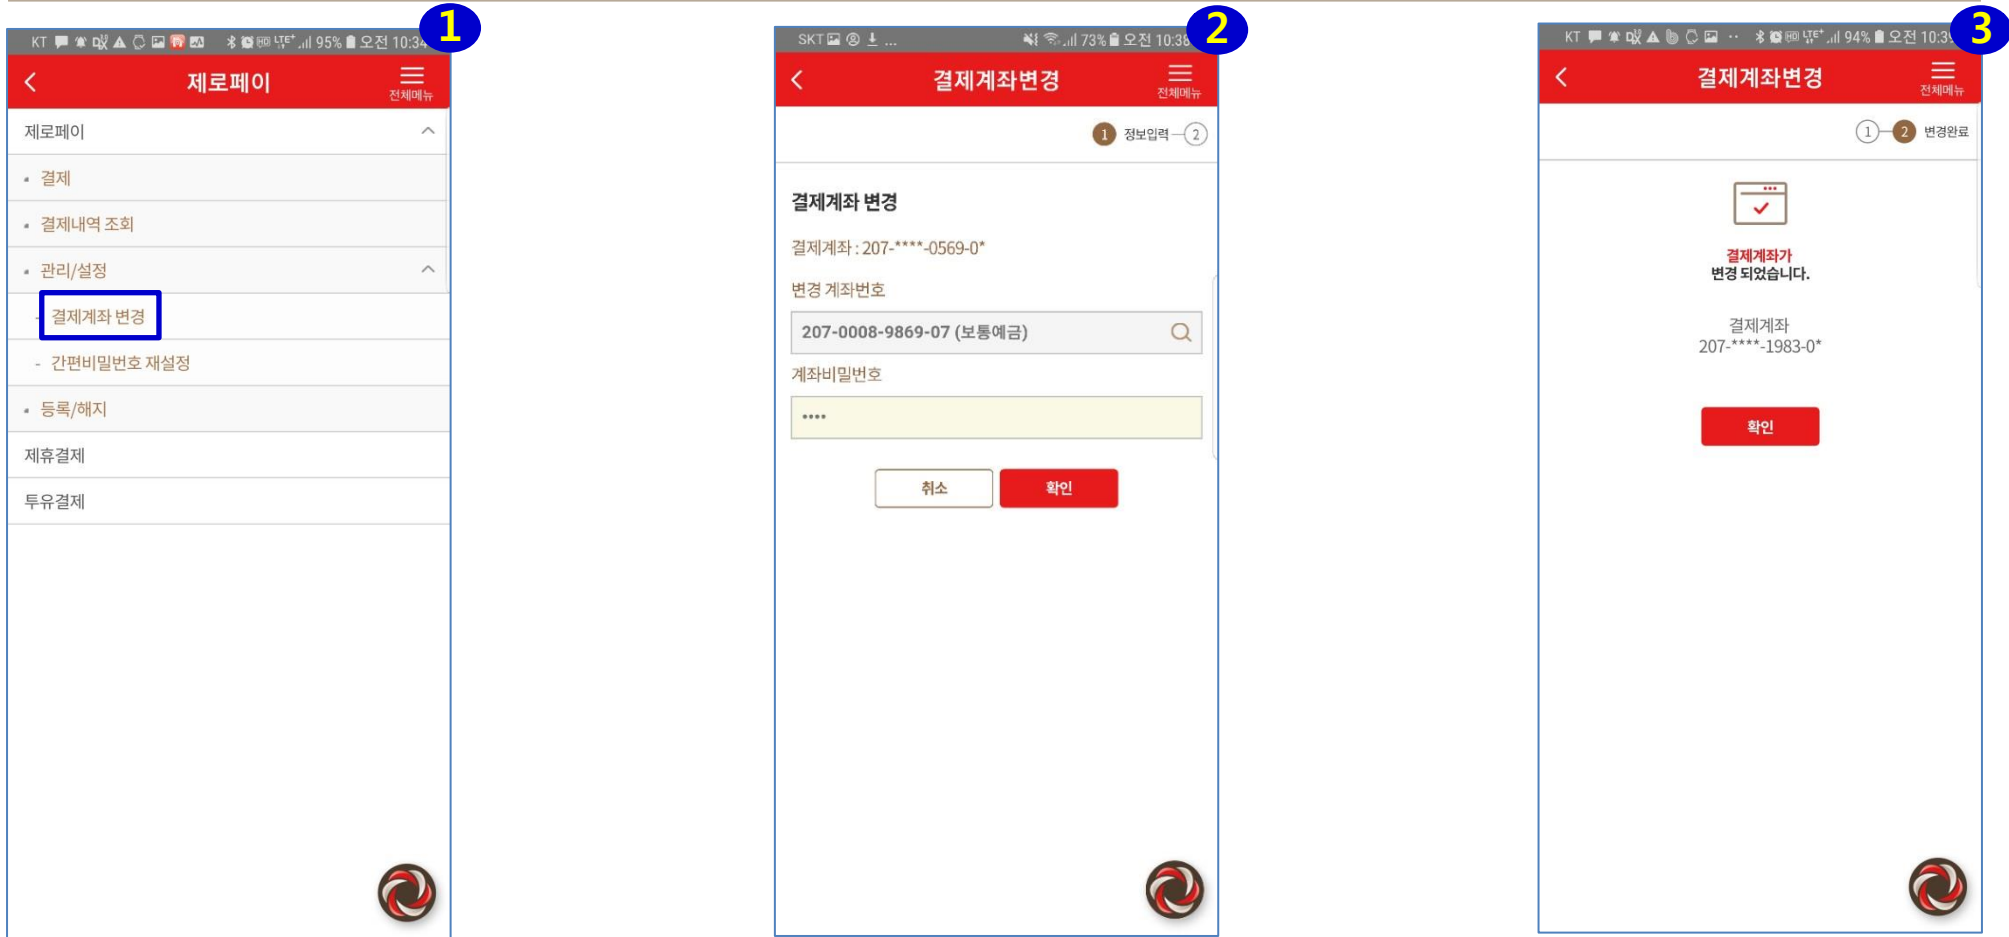 1
KT 95% 오전 10:34
제로페이
전체메뉴
제로페이
결제
결제내역 조회
관리/설정
- 결제계좌 변경
- 간편비밀번호 재설정
등록/해지
제휴결제
투유결제
2
SKT ... 73% 오전 10:38
결제계좌변경
전체메뉴
1 정보입력 2
결제계좌 변경
결제계좌 : 207-****-0569-0*
변경 계좌번호
207-0008-9869-07 (보통예금)
계좌비밀번호
••••
취소 확인
3
KT LTE+ 94% 오전 10:3
결제계좌변경
전체메뉴
1 2 변경완료
결제계좌가
변경 되었습니다.
결제계좌
207-****-1983-0*
확인